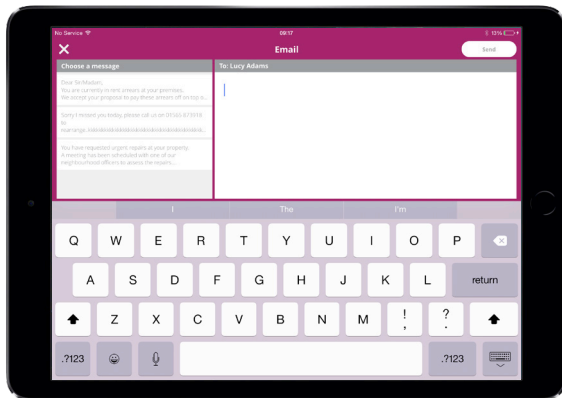 No Service
09:17
13%
Email
Send
Choose a message
To: Lucy Adams
Dear Sir/Madam,
You are currently in rent arrears at your premises.
We accept your proposal to pay these arrears off on top o...
Sorry I missed you today, please call us on
to
rearrange.
You have requested urgent repairs at your property.
A meeting has been scheduled with one of our
neighbourhood officers to assess the repairs....
I
The
I'm
Q W E R T Y U I O P
A S D F G H J K L return
Z X C V B N M ! , ? .
.?123
.?123